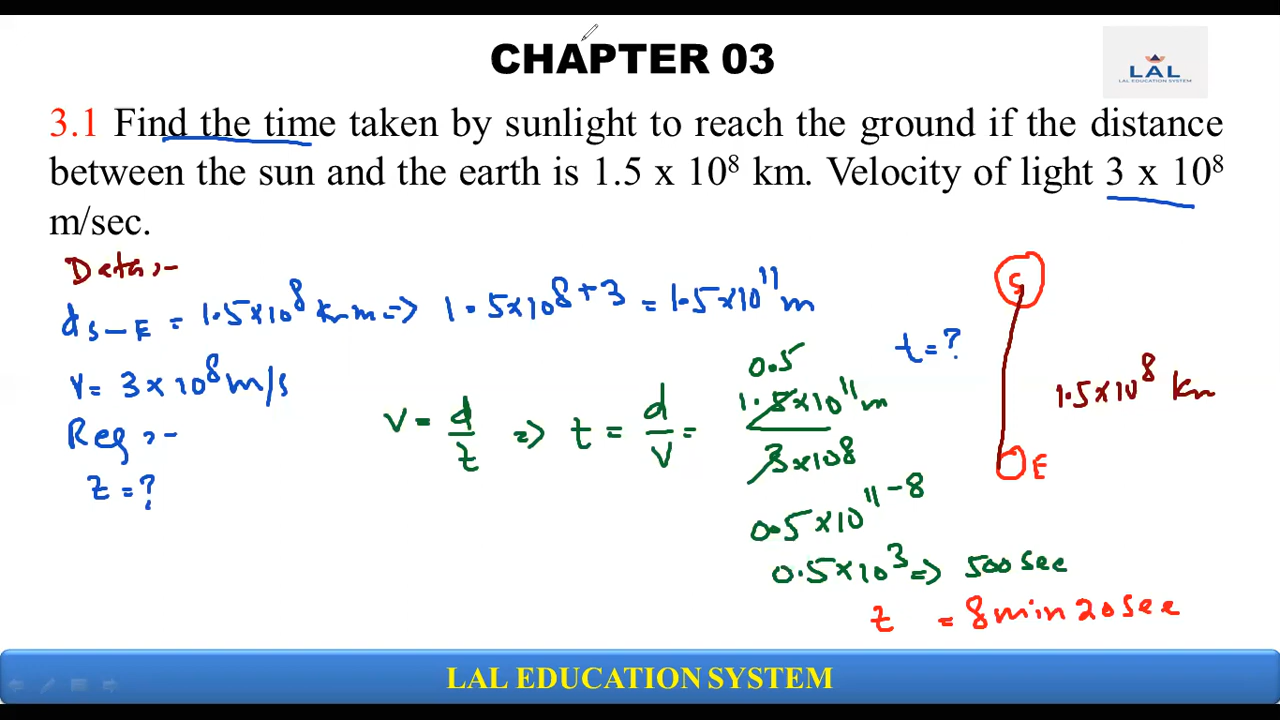 CHAPTER 03
LAL
LAL EDUCATION SYSTEM
3.1 Find the time taken by sunlight to reach the ground if the distance
between the sun and the earth is 1.5 x 10⁸ km. Velocity of light 3 x 10⁸
m/sec.
Data :-
d S-E = 1.5×10⁸ Km => 1.5×10⁸⁺³ = 1.5×10¹¹ m
V = 3×10⁸ m/s
Req :-
t = ?
V = d/t => t = d/V = 1.5×10¹¹ m / 3×10⁸
0.5
0.5×10¹¹⁻⁸
0.5×10³ => 500 Sec
t = 8 min 20 Sec
t = ?
S
1.5×10⁸ Km
E
LAL EDUCATION SYSTEM